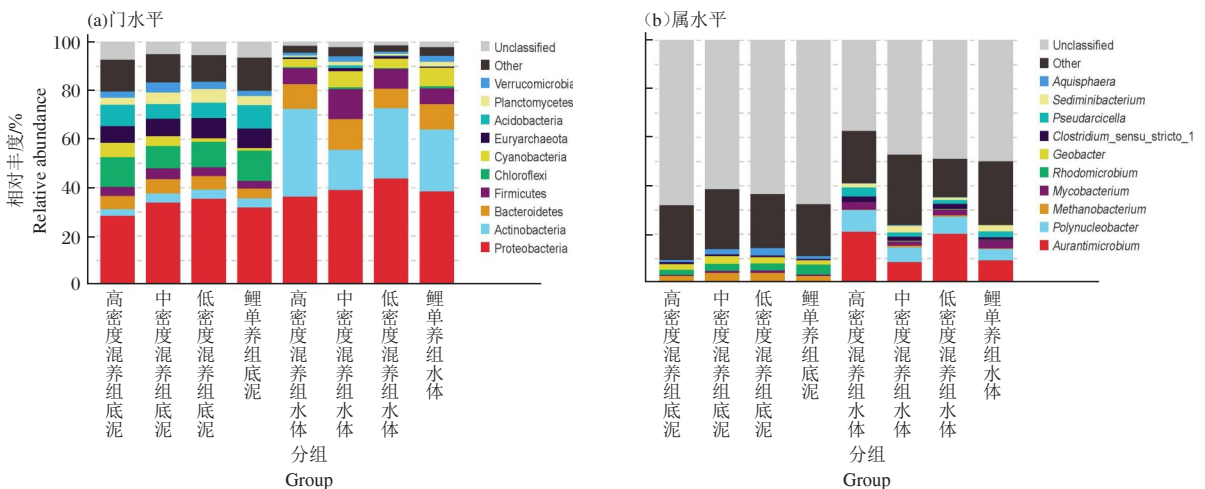 (a)门水平
相对丰度/%
Relative abundance
100
80
60
40
20
0
Unclassified
Other
Verrucomicrobia
Planctomycetes
Acidobacteria
Euryarchaeota
Cyanobacteria
Chloroflexi
Firmicutes
Bacteroidetes
Actinobacteria
Proteobacteria
高密度混养组底泥
中密度混养组底泥
低密度混养组底泥
鲤单养组底泥
高密度混养组水体
中密度混养组水体
低密度混养组水体
鲤单养组水体
分组
Group
(b)属水平
Unclassified
Other
Aquisphaera
Sediminibacterium
Pseudarcicella
Clostridium_sensu_stricto_1
Geobacter
Rhodomicrobium
Mycobacterium
Methanobacterium
Polynucleobacter
Aurantimicrobium
高密度混养组底泥
中密度混养组底泥
低密度混养组底泥
鲤单养组底泥
高密度混养组水体
中密度混养组水体
低密度混养组水体
鲤单养组水体
分组
Group